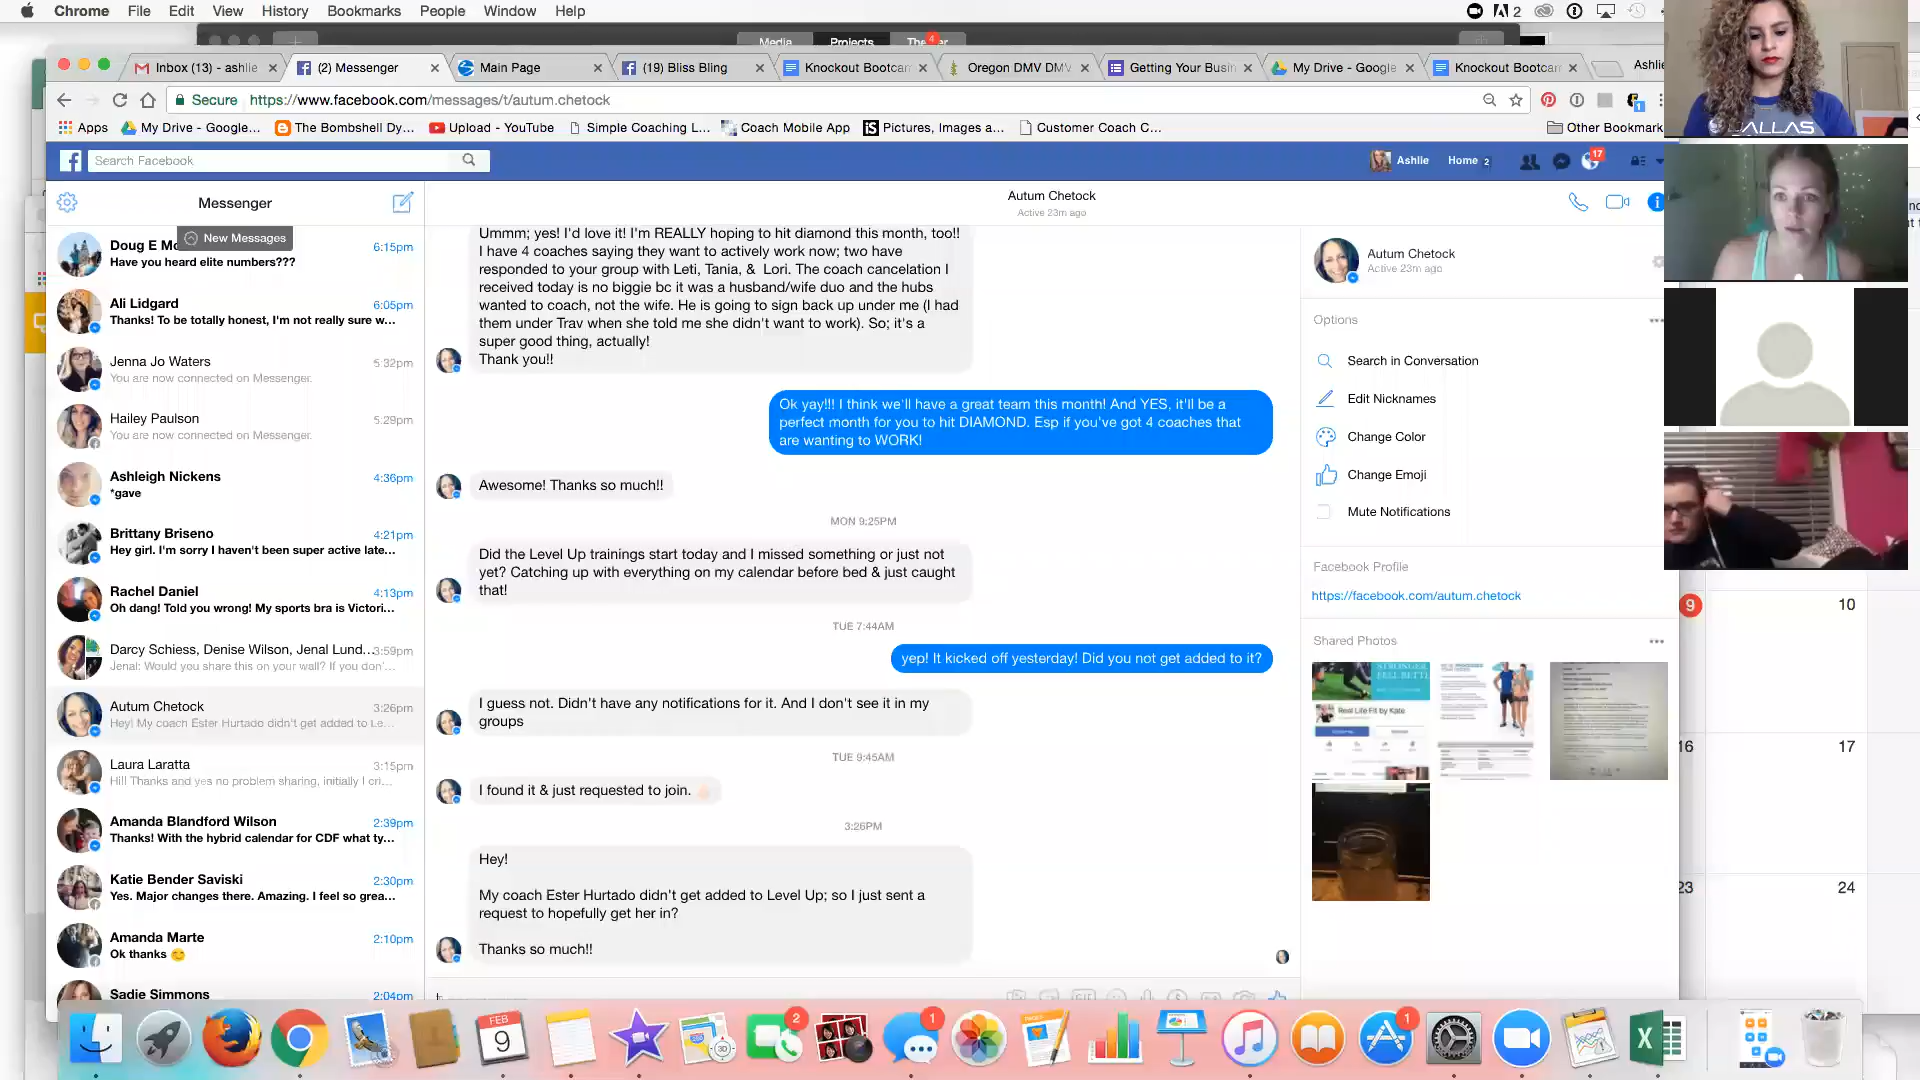 Chrome File Edit View History Bookmarks People Window Help
2
Media Projects
4
Inbox (13) - ashlie
(2) Messenger
Main Page
(19) Bliss Bling
Knockout Bootcam
Oregon DMV DMV
Getting Your Busin
My Drive - Google
Knockout Bootcam
Ashlie
Secure https://www.facebook.com/messages/t/autum.chetock
Apps My Drive - Google... The Bombshell Dy... Upload - YouTube Simple Coaching L... Coach Mobile App Pictures, Images a... Customer Coach C... Other Bookmark
Search Facebook
Ashlie Home 2
17
Messenger
New Messages
Doug E 6:15pm
Have you heard elite numbers???
Ali Lidgard 6:05pm
Thanks! To be totally honest, I'm not really sure w...
Jenna Jo Waters 5:32pm
You are now connected on Messenger.
Hailey Paulson 5:29pm
You are now connected on Messenger.
Ashleigh Nickens 4:36pm
*gave
Brittany Briseno 4:21pm
Hey girl. I'm sorry I haven't been super active late...
Rachel Daniel 4:13pm
Oh dang! Told you wrong! My sports bra is Victori...
Darcy Schiess, Denise Wilson, Jenal Lund... 3:59pm
Jenal: Would you share this on your wall? If you don'...
Autum Chetock 3:26pm
Hey! My coach Ester Hurtado didn't get added to Le...
Laura Laratta 3:15pm
Hi! Thanks and yes no problem sharing, initially I cri...
Amanda Blandford Wilson 2:39pm
Thanks! With the hybrid calendar for CDF what ty...
Katie Bender Saviski 2:30pm
Yes. Major changes there. Amazing. I feel so grea...
Amanda Marte 2:10pm
Ok thanks 😊
Sadie Simmons 2:04pm
Autum Chetock
Active 23m ago
Ummm; yes! I'd love it! I'm REALLY hoping to hit diamond this month, too!!
I have 4 coaches saying they want to actively work now; two have
responded to your group with Leti, Tania, & Lori. The coach cancelation I
received today is no biggie bc it was a husband/wife duo and the hubs
wanted to coach, not the wife. He is going to sign back up under me (I had
them under Trav when she told me she didn't want to work). So; it's a
super good thing, actually!
Thank you!!
Ok yay!!! I think we'll have a great team this month! And YES, it'll be a
perfect month for you to hit DIAMOND. Esp if you've got 4 coaches that
are wanting to WORK!
Awesome! Thanks so much!!
MON 9:25PM
Did the Level Up trainings start today and I missed something or just not
yet? Catching up with everything on my calendar before bed & just caught
that!
TUE 7:44AM
yep! It kicked off yesterday! Did you not get added to it?
I guess not. Didn't have any notifications for it. And I don't see it in my
groups
TUE 9:45AM
I found it & just requested to join.
3:26PM
Hey!
My coach Ester Hurtado didn't get added to Level Up; so I just sent a
request to hopefully get her in?
Thanks so much!!
Autum Chetock
Active 23m ago
Options
Search in Conversation
Edit Nicknames
Change Color
Change Emoji
Mute Notifications
Facebook Profile
https://facebook.com/autum.chetock
Shared Photos
Real Life Fit by Kate
9 10
16 17
23 24
FEB
9
2
1
1